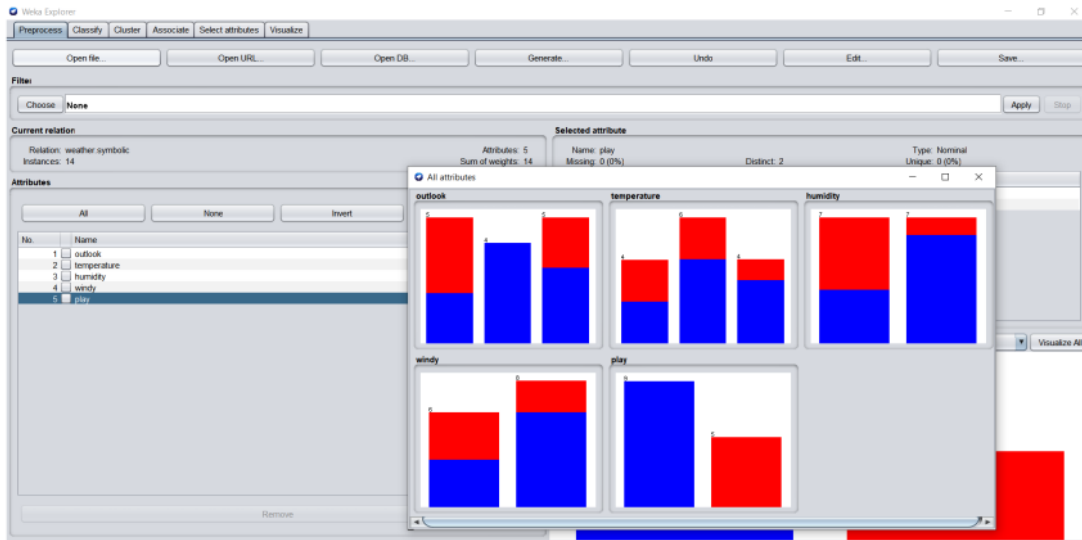 Weka Explorer
Preprocess Classify Cluster Associate Select attributes Visualize
Open file... Open URL... Open DB... Generate... Undo Edit... Save...
Filter
Choose None Apply Stop
Current relation
Relation: weather.symbolic Attributes: 5
Instances: 14 Sum of weights: 14
Selected attribute
Name: play Type: Nominal
Missing: 0 (0%) Distinct: 2 Unique: 0 (0%)
Attributes
All None Invert
No. Name
1 outlook
2 temperature
3 humidity
4 windy
5 play
Remove
All attributes
outlook temperature humidity
5 4 5 4 6 4 7 7
windy play
6 8 9 5
Visualize All